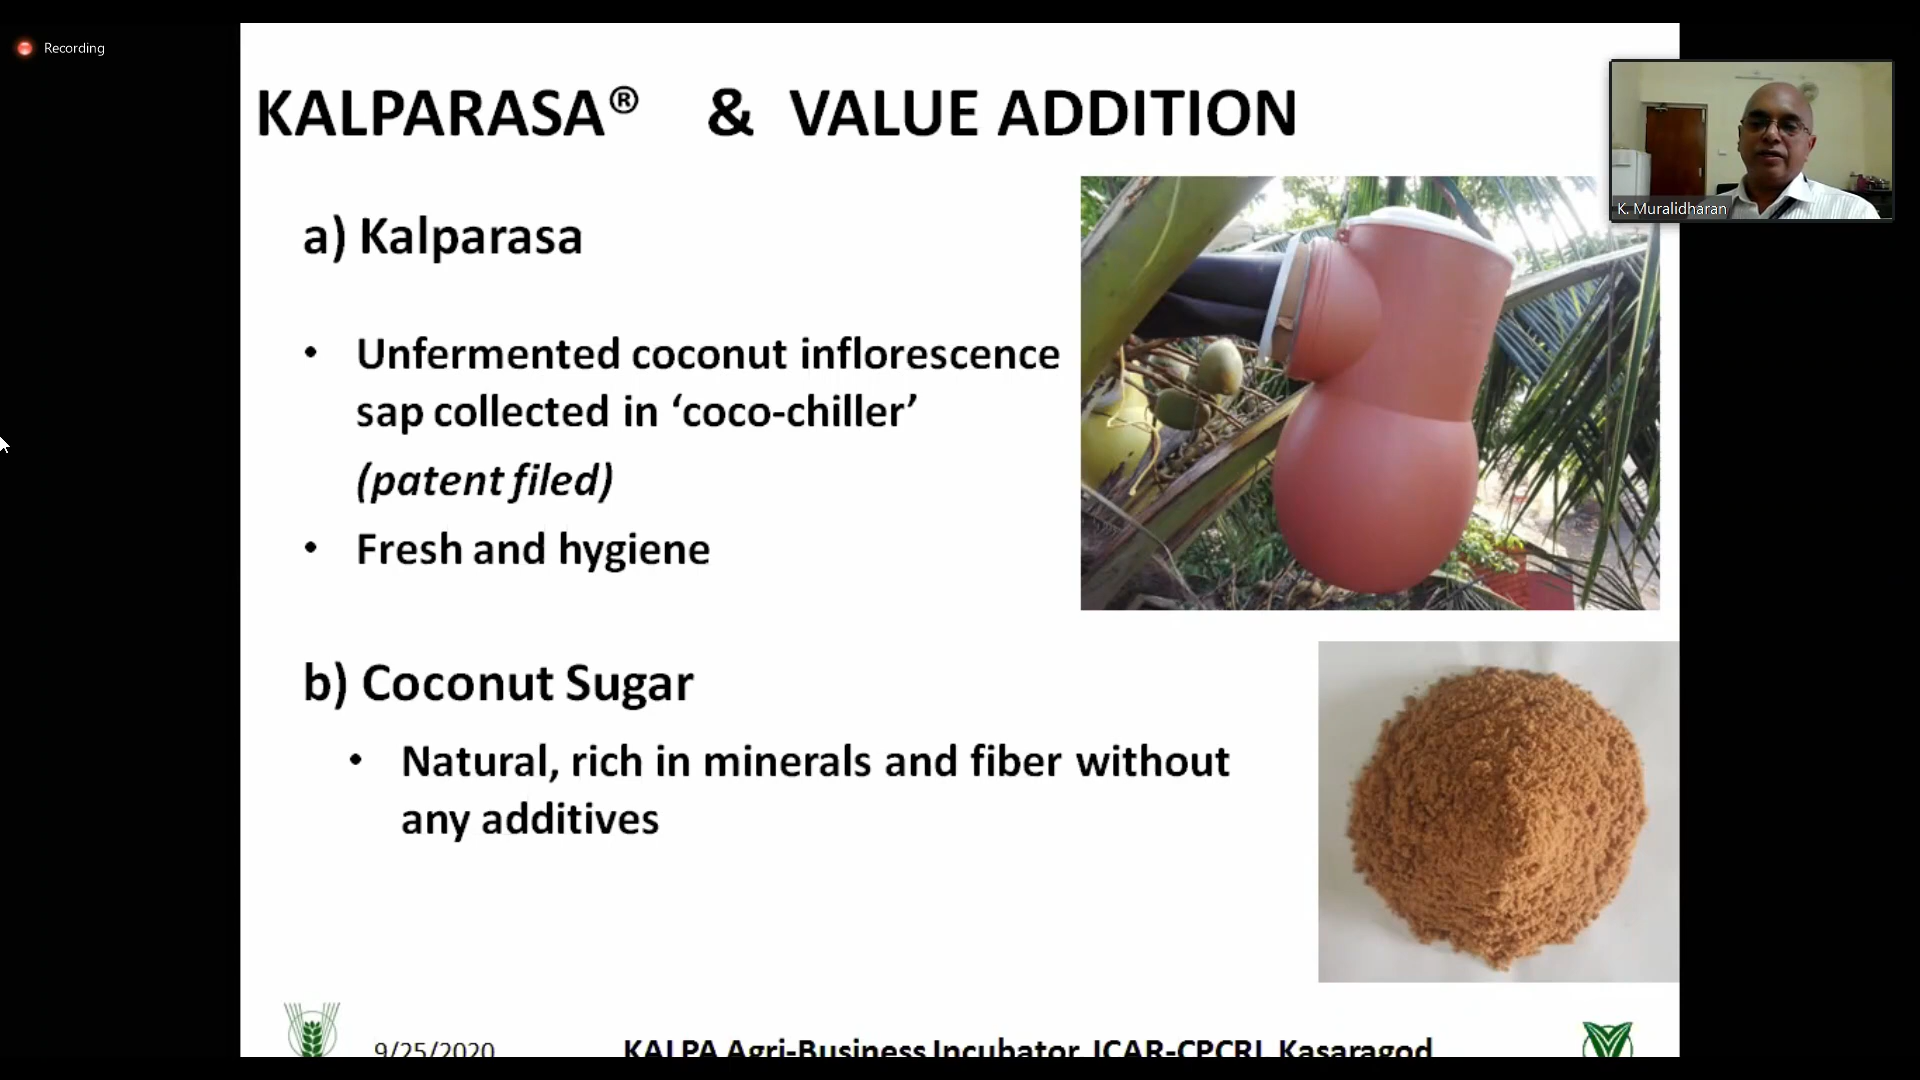 Recording
KALPARASA® & VALUE ADDITION
K. Muralidharan
a) Kalparasa
• Unfermented coconut inflorescence
sap collected in ‘coco-chiller’
(patent filed)
• Fresh and hygiene
b) Coconut Sugar
• Natural, rich in minerals and fiber without
any additives
9/25/2020
KALPA Agri-Business Incubator, ICAR-CPCRI, Kasaragod